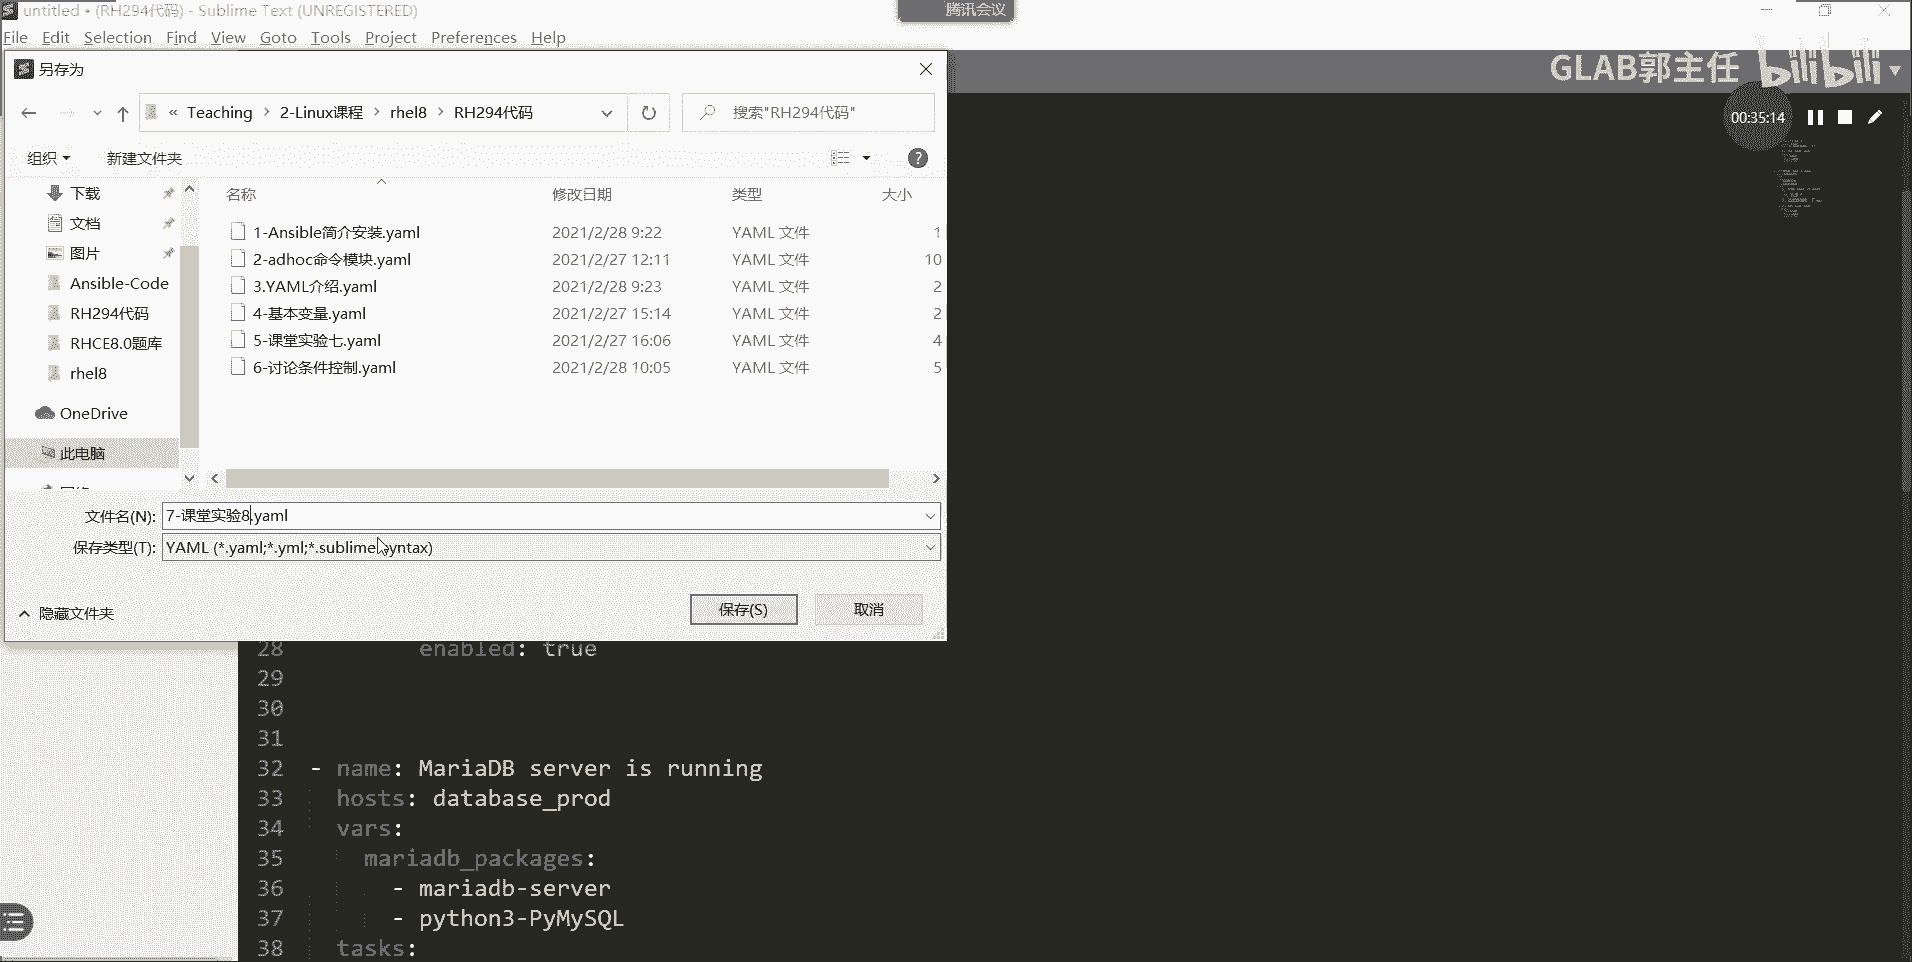 untitled • (RH294代码) - Sublime Text (UNREGISTERED)
腾讯会议
File Edit Selection Find View Goto Tools Project Preferences Help
另存为
GLAB郭主任 bilibili
« Teaching › 2-Linux课程 › rhel8 › RH294代码
搜索"RH294代码"
00:35:14
组织 新建文件夹
名称 修改日期 类型 大小
下载
文档
图片
Ansible-Code
RH294代码
RHCE8.0题库
rhel8
OneDrive
此电脑
1-Ansible简介安装.yaml 2021/2/28 9:22 YAML 文件 1
2-adhoc命令模块.yaml 2021/2/27 12:11 YAML 文件 10
3.YAML介绍.yaml 2021/2/28 9:23 YAML 文件 2
4-基本变量.yaml 2021/2/27 15:14 YAML 文件 2
5-课堂实验七.yaml 2021/2/27 16:06 YAML 文件 4
6-讨论条件控制.yaml 2021/2/28 10:05 YAML 文件 5
文件名(N): 7-课堂实验8.yaml
保存类型(T): YAML (*.yaml;*.yml;*.sublime-syntax)
隐藏文件夹
保存(S) 取消
28 enabled: true
29
30
31
32 - name: MariaDB server is running
33 hosts: database_prod
34 vars:
35 mariadb_packages:
36 - mariadb-server
37 - python3-PyMySQL
38 tasks: